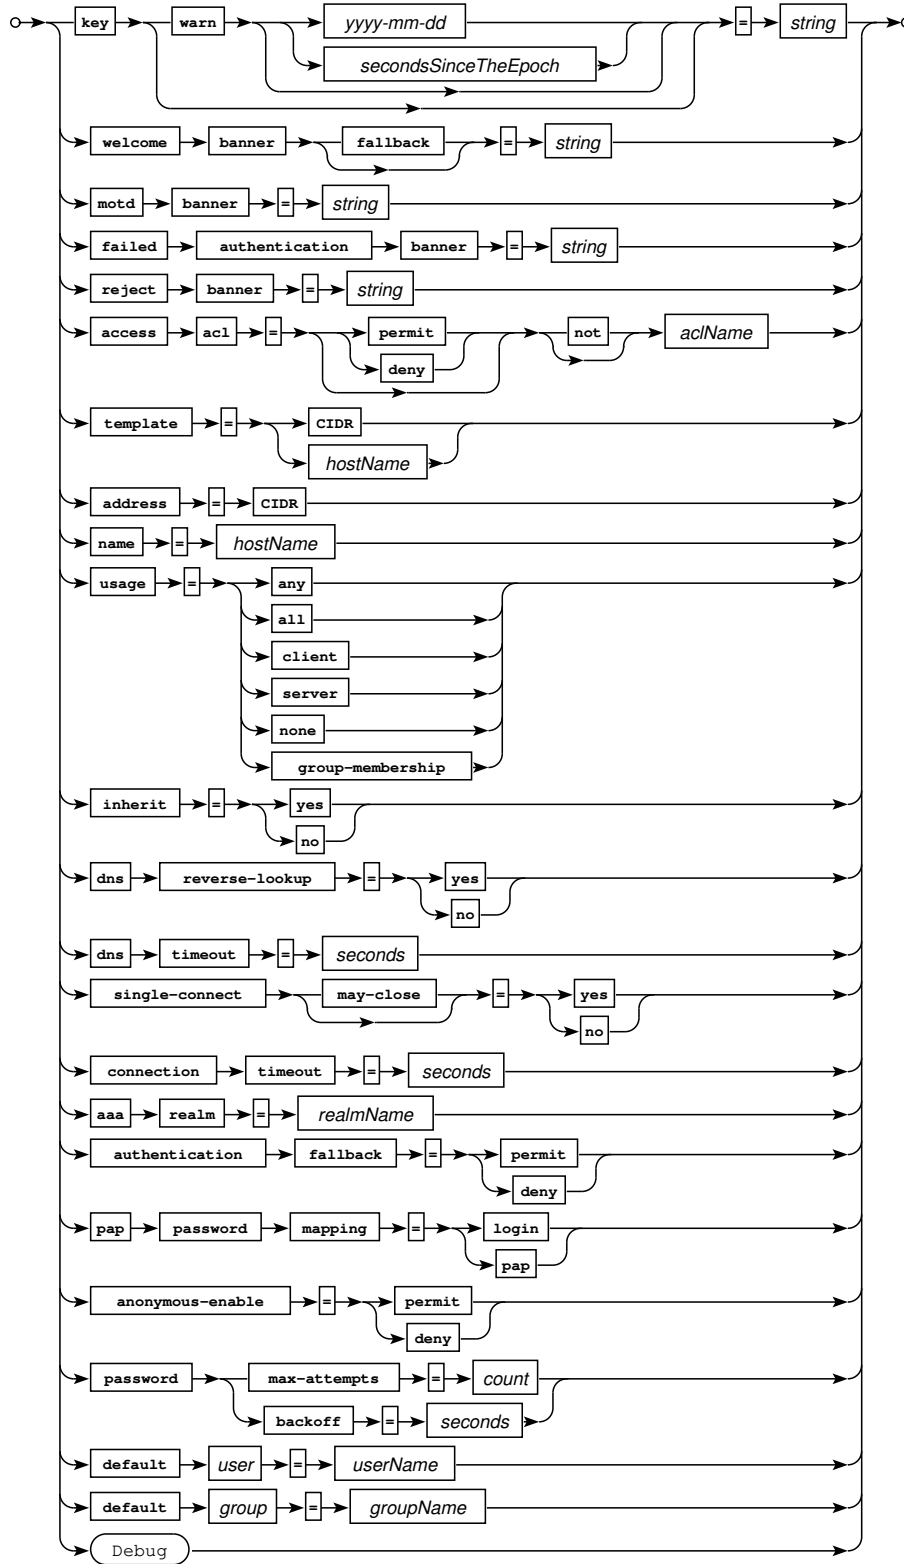 key warn yyyy-mm-dd = string
secondsSinceTheEpoch
welcome banner fallback = string
motd banner = string
failed authentication banner = string
reject banner = string
access acl = permit not aclName
deny
template = CIDR
hostName
address = CIDR
name = hostName
usage = any
all
client
server
none
group-membership
inherit = yes
no
dns reverse-lookup = yes
no
dns timeout = seconds
single-connect may-close = yes
no
connection timeout = seconds
aaa realm = realmName
authentication fallback = permit
deny
pap password mapping = login
pap
anonymous-enable = permit
deny
password max-attempts = count
backoff = seconds
default user = userName
default group = groupName
Debug